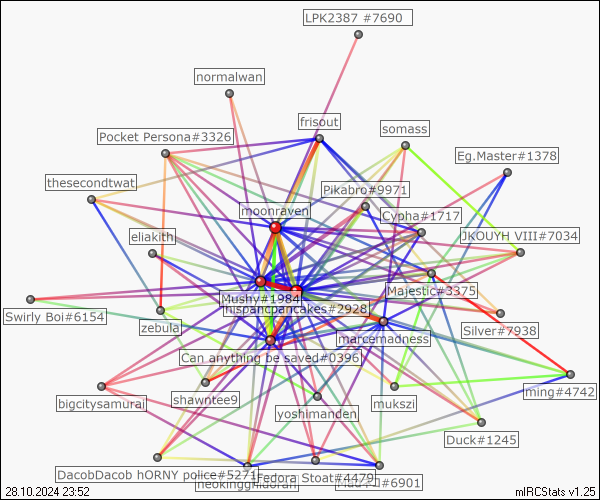 LPK2387 #7690
normalwan
frisout
somass
Pocket Persona#3326
Eg.Master#1378
thesecondtwat
Pikabro#9971
moonraven
Cypha#1717
eliakith
JKOUYH VIII#7034
Majestic#3375
Mushy#1984
hispancpancakes#2928
Swirly Boi#6154
zebula
Silver#7938
marcemadness
Can anything be saved#0396
shawntee9
ming#4742
bigcitysamurai
yoshimanden
mukszi
Duck#1245
DacobDacob hORNY police#5271
Fedora Stoat#4479
#6901
28.10.2024 23:52
mIRCStats v1.25